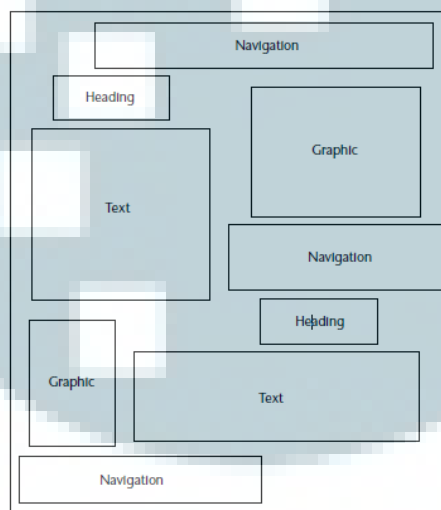 Navigation
Heading
Graphic
Text
Navigation
Heading
Graphic
Text
Navigation